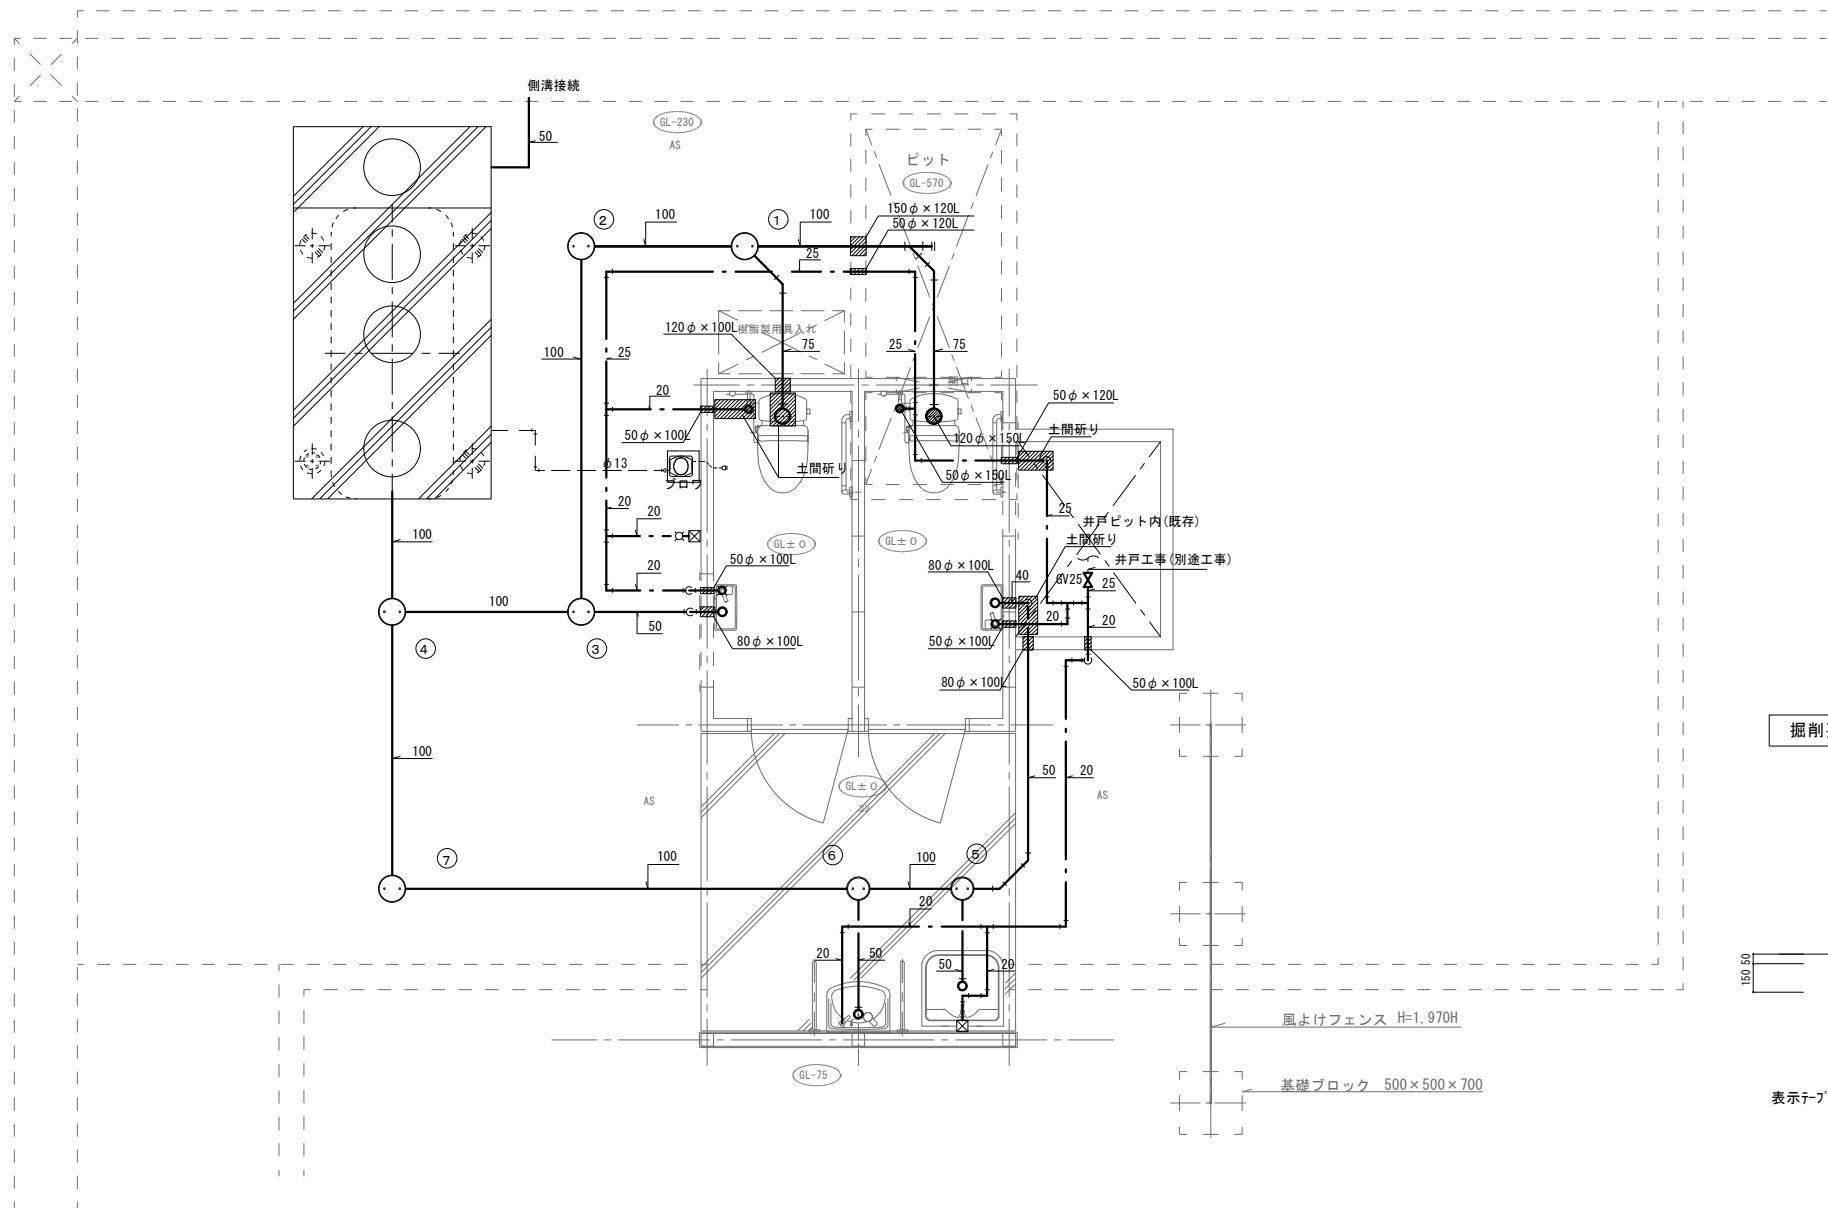 側溝接続
50
GL-230
AS
ピット
GL-570
②
100
①
100
150φ×120L
50φ×120L
25
120φ×100L
樹脂製用具入れ
100
25
75
25
75
20
50φ×120L
土間斫り
50φ×100L
120φ×150L
φ13
ブロワ
土間斫り
50φ×150L
20
20
25
井戸ピット内(既存)
100
GL±0
GL±0
土間斫り
50φ×100L
井戸工事(別途工事)
20
80φ×100L
40
GV25
25
100
50
20
20
④
③
80φ×100L
50φ×100L
80φ×100L
50φ×100L
掘削
100
50
20
GL±0
AS
AS
⑦
⑥
100
⑤
100
20
20
50
50
20
50
150
風よけフェンス H=1,970H
GL-75
基礎ブロック 500×500×700
表示テープ